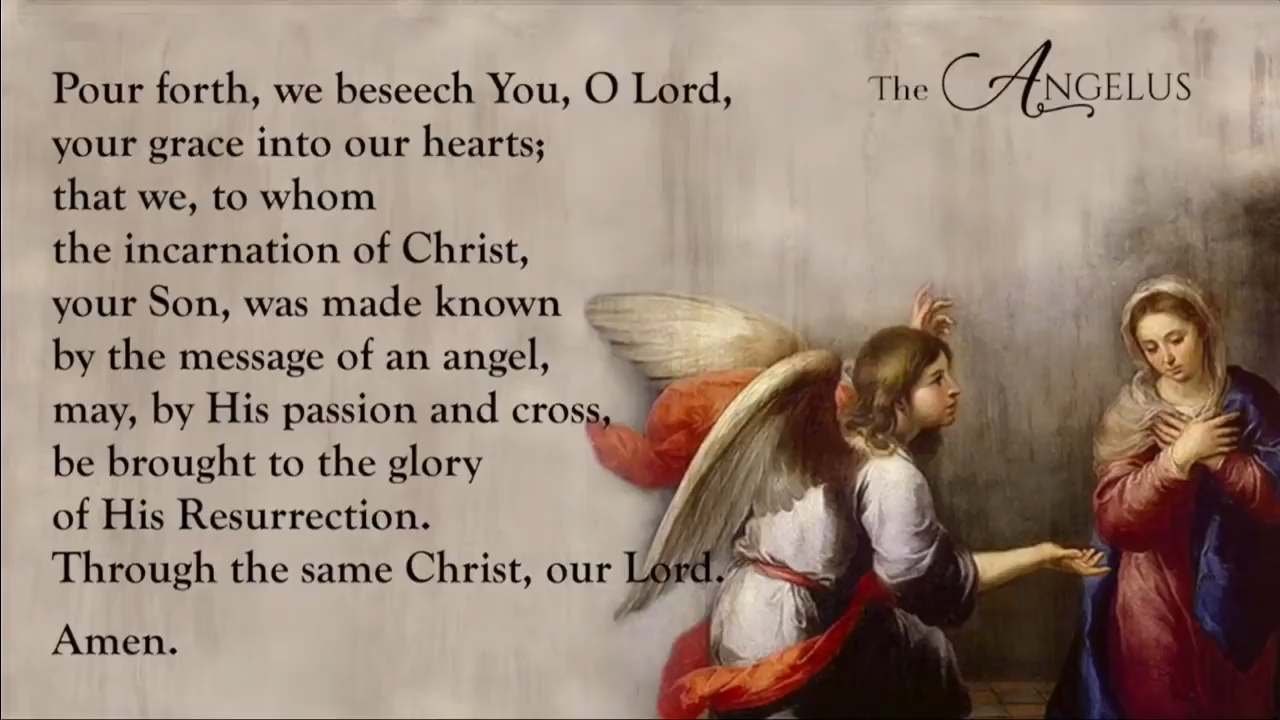 The ANGELUS
Pour forth, we beseech You, O Lord,
your grace into our hearts;
that we, to whom
the incarnation of Christ,
your Son, was made known
by the message of an angel,
may, by His passion and cross,
be brought to the glory
of His Resurrection.
Through the same Christ, our Lord.
Amen.